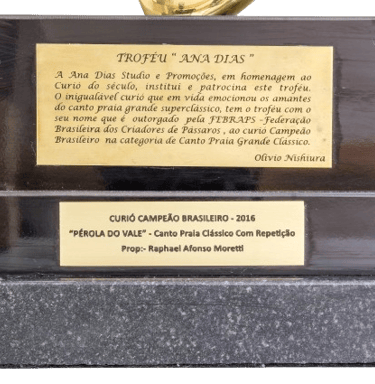 TROFÉU " ANA DIAS "
A Ana Dias Studio e Promoções, em homenagem ao
Curió do século, institui e patrocina este troféu.
O inigualável curió que em vida emocionou os amantes
do canto praia grande superclássico, tem o troféu com o
seu nome que é outorgado pela FEBRAPS -Federação
Brasileira dos Criadores de Pássaros , ao curió Campeão
Brasileiro na categoria de Canto Praia Grande Clássico.
Olivio Nishiura
CURIÓ CAMPEÃO BRASILEIRO - 2016
"PÉROLA DO VALE" - Canto Praia Clássico Com Repetição
Prop:- Raphael Afonso Moretti